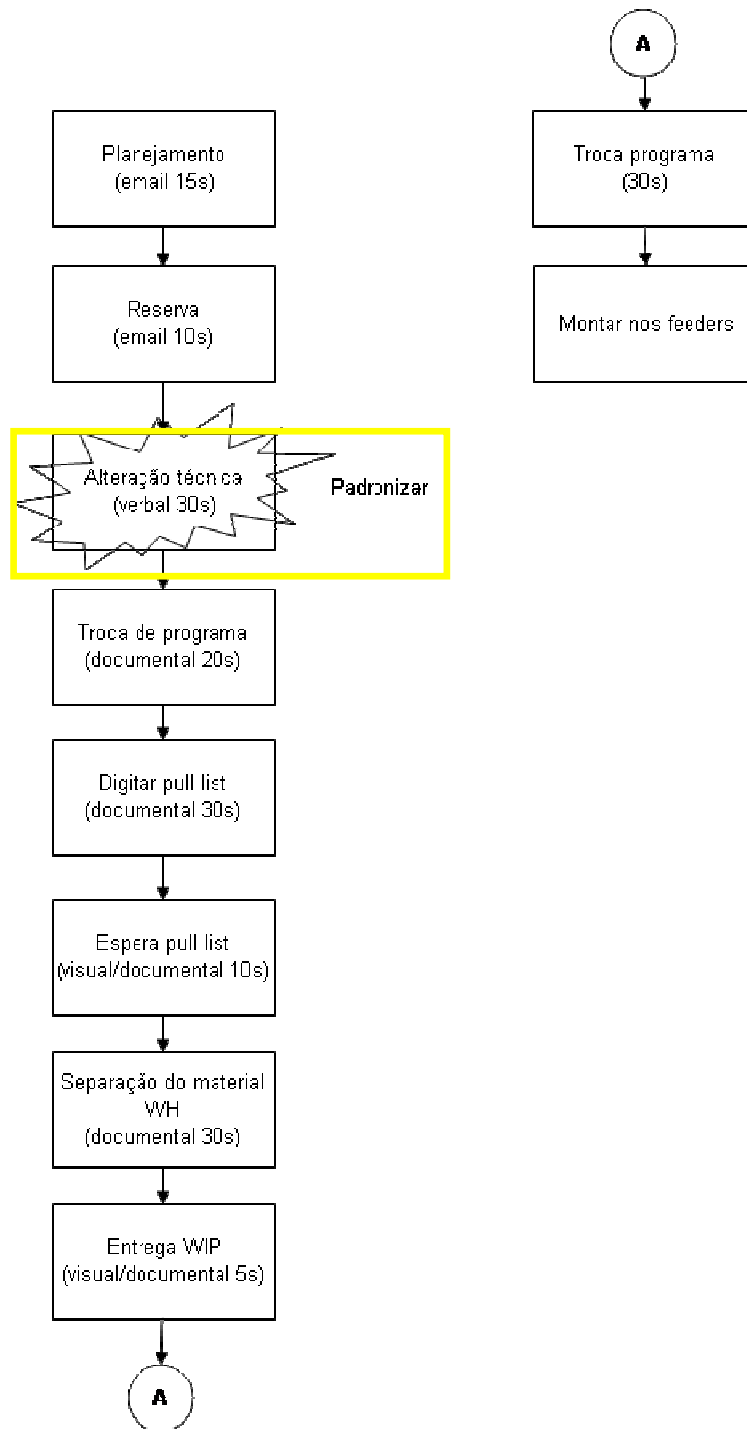 Planejamento
(email 15s)
Reserva
(email 10s)
Alteração técnica
(verbal 30s)
Padronizar
Troca de programa
(documental 20s)
Digitar pull list
(documental 30s)
Espera pull list
(visual/documental 10s)
Separação do material
WH
(documental 30s)
Entrega WIP
(visual/documental 5s)
A
A
Troca programa
(30s)
Montar nos feeders